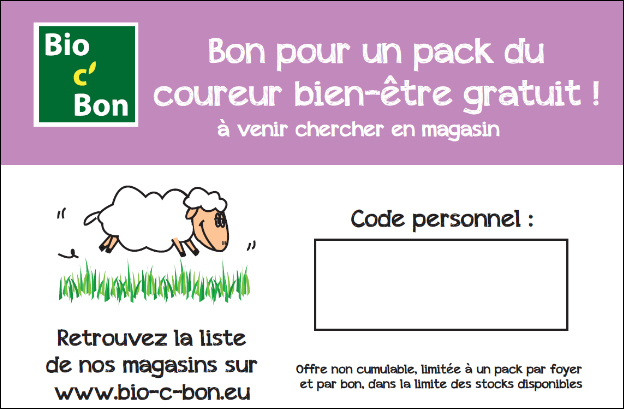 Bio
c'
Bon
Bon pour un pack du
coureur bien-être gratuit !
à venir chercher en magasin
Code personnel :
Retrouvez la liste
de nos magasins sur
www.bio-c-bon.eu
Offre non cumulable, limitée à un pack par foyer
et par bon, dans la limite des stocks disponibles